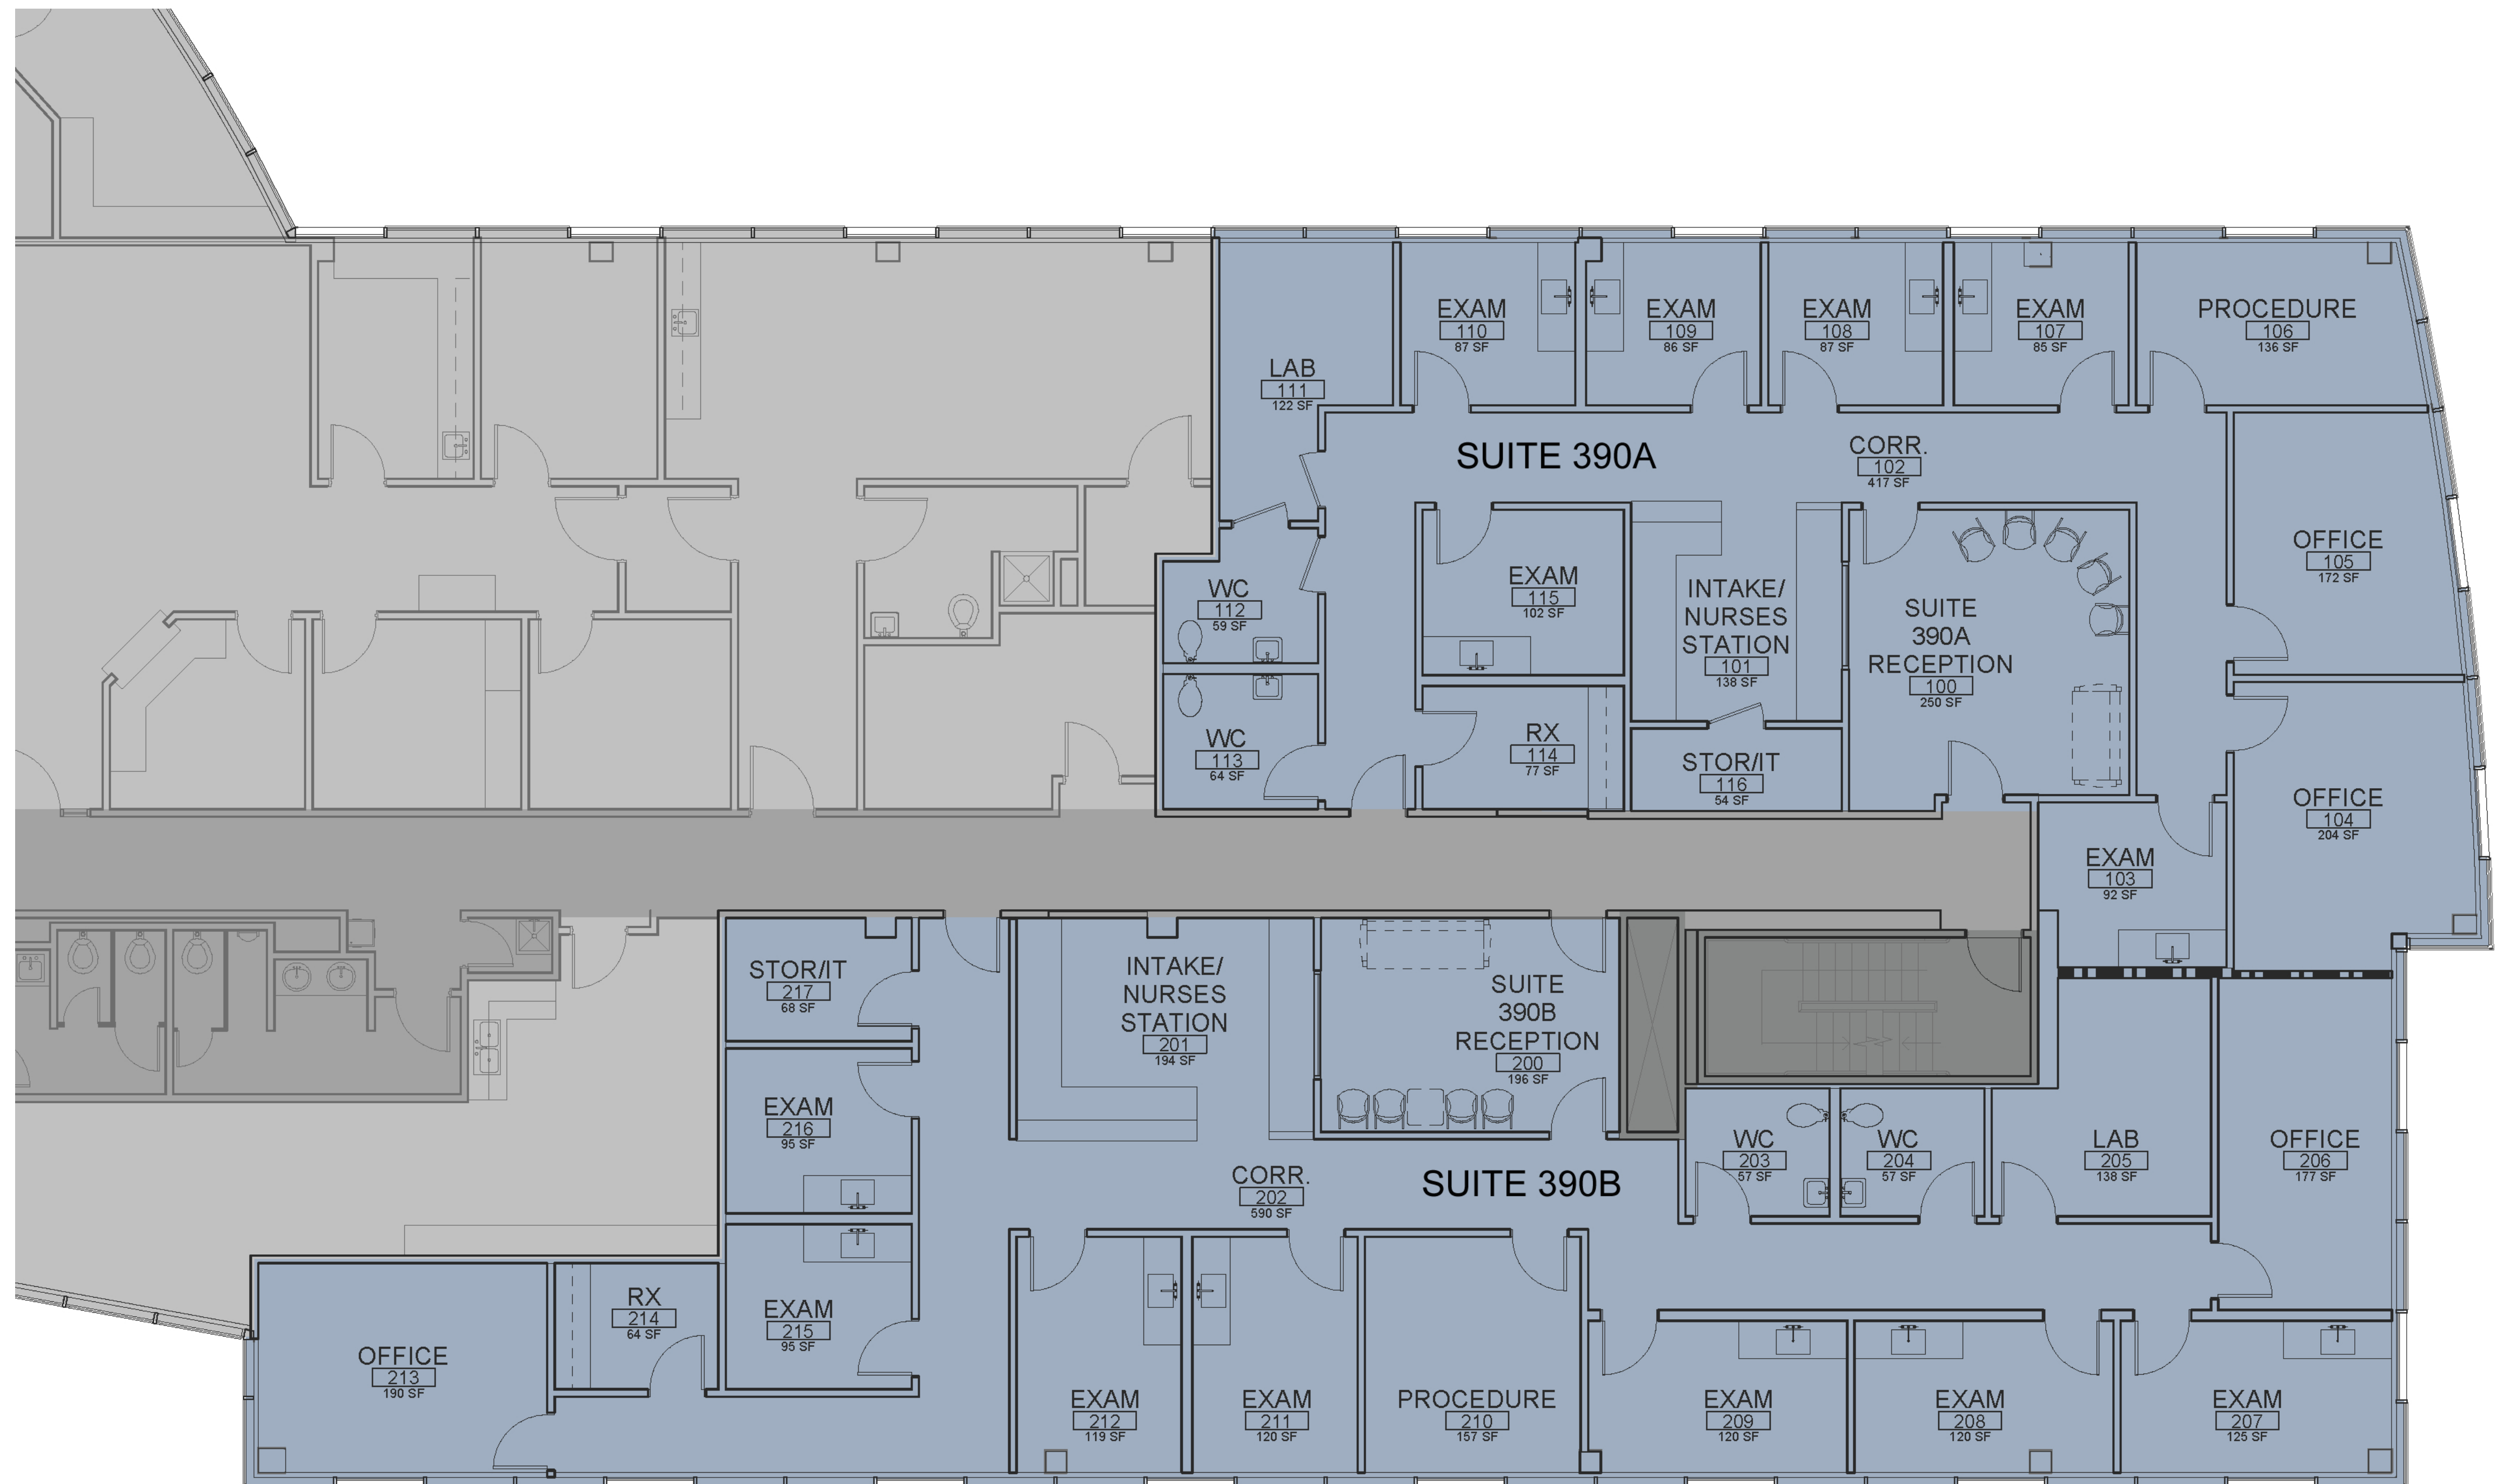 EXAM
110
87 SF
EXAM
109
86 SF
EXAM
108
87 SF
EXAM
107
85 SF
PROCEDURE
106
136 SF
LAB
111
122 SF
SUITE 390A
CORR.
102
417 SF
OFFICE
105
172 SF
WC
112
59 SF
EXAM
115
102 SF
INTAKE/
NURSES
STATION
101
138 SF
SUITE
390A
RECEPTION
100
250 SF
WC
113
64 SF
RX
114
77 SF
STOR/IT
116
54 SF
OFFICE
104
204 SF
EXAM
103
92 SF
STOR/IT
217
68 SF
INTAKE/
NURSES
STATION
201
194 SF
SUITE
390B
RECEPTION
200
196 SF
EXAM
216
95 SF
WC
203
57 SF
WC
204
57 SF
LAB
205
138 SF
OFFICE
206
177 SF
CORR.
202
590 SF
SUITE 390B
RX
214
64 SF
EXAM
215
95 SF
OFFICE
213
190 SF
EXAM
212
119 SF
EXAM
211
120 SF
PROCEDURE
210
157 SF
EXAM
209
120 SF
EXAM
208
120 SF
EXAM
207
125 SF